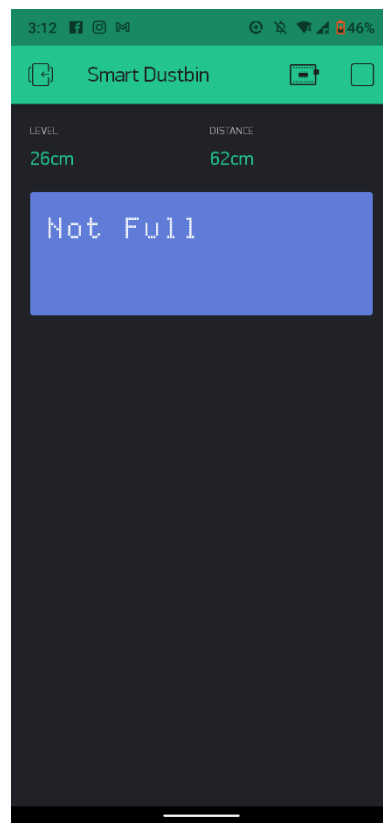 3:12 46%
Smart Dustbin
LEVEL DISTANCE
26cm 62cm
Not Full